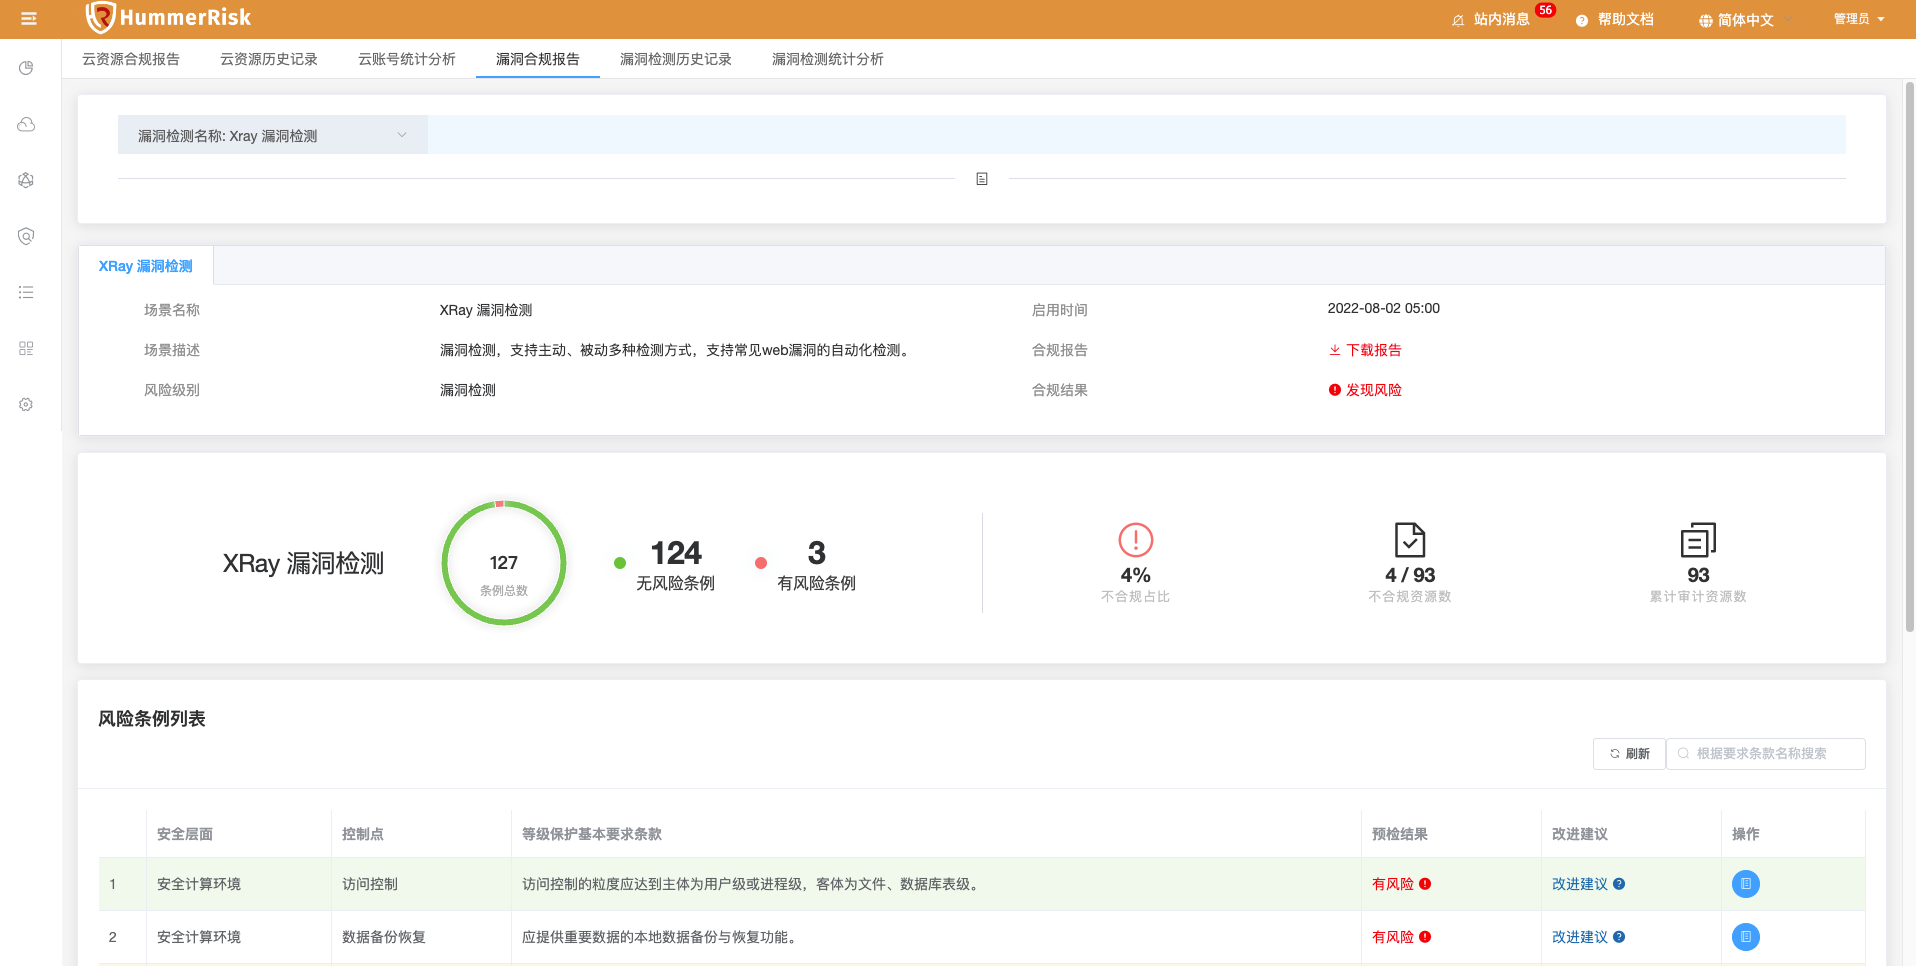 HummerRisk
站内消息 56 帮助文档 简体中文 管理员
云资源合规报告 云资源历史记录 云账号统计分析 漏洞合规报告 漏洞检测历史记录 漏洞检测统计分析
漏洞检测名称: Xray 漏洞检测
XRay 漏洞检测
场景名称 XRay 漏洞检测 启用时间 2022-08-02 05:00
场景描述 漏洞检测，支持主动、被动多种检测方式，支持常见web漏洞的自动化检测。 合规报告 下载报告
风险级别 漏洞检测 合规结果 发现风险
XRay 漏洞检测
127
条例总数
124
无风险条例
3
有风险条例
4%
不合规占比
4 / 93
不合规资源数
93
累计审计资源数
风险条例列表
刷新 根据要求条款名称搜索
安全层面 控制点 等级保护基本要求条款 预检结果 改进建议 操作
1 安全计算环境 访问控制 访问控制的粒度应达到主体为用户级或进程级，客体为文件、数据库表级。 有风险 改进建议
2 安全计算环境 数据备份恢复 应提供重要数据的本地数据备份与恢复功能。 有风险 改进建议